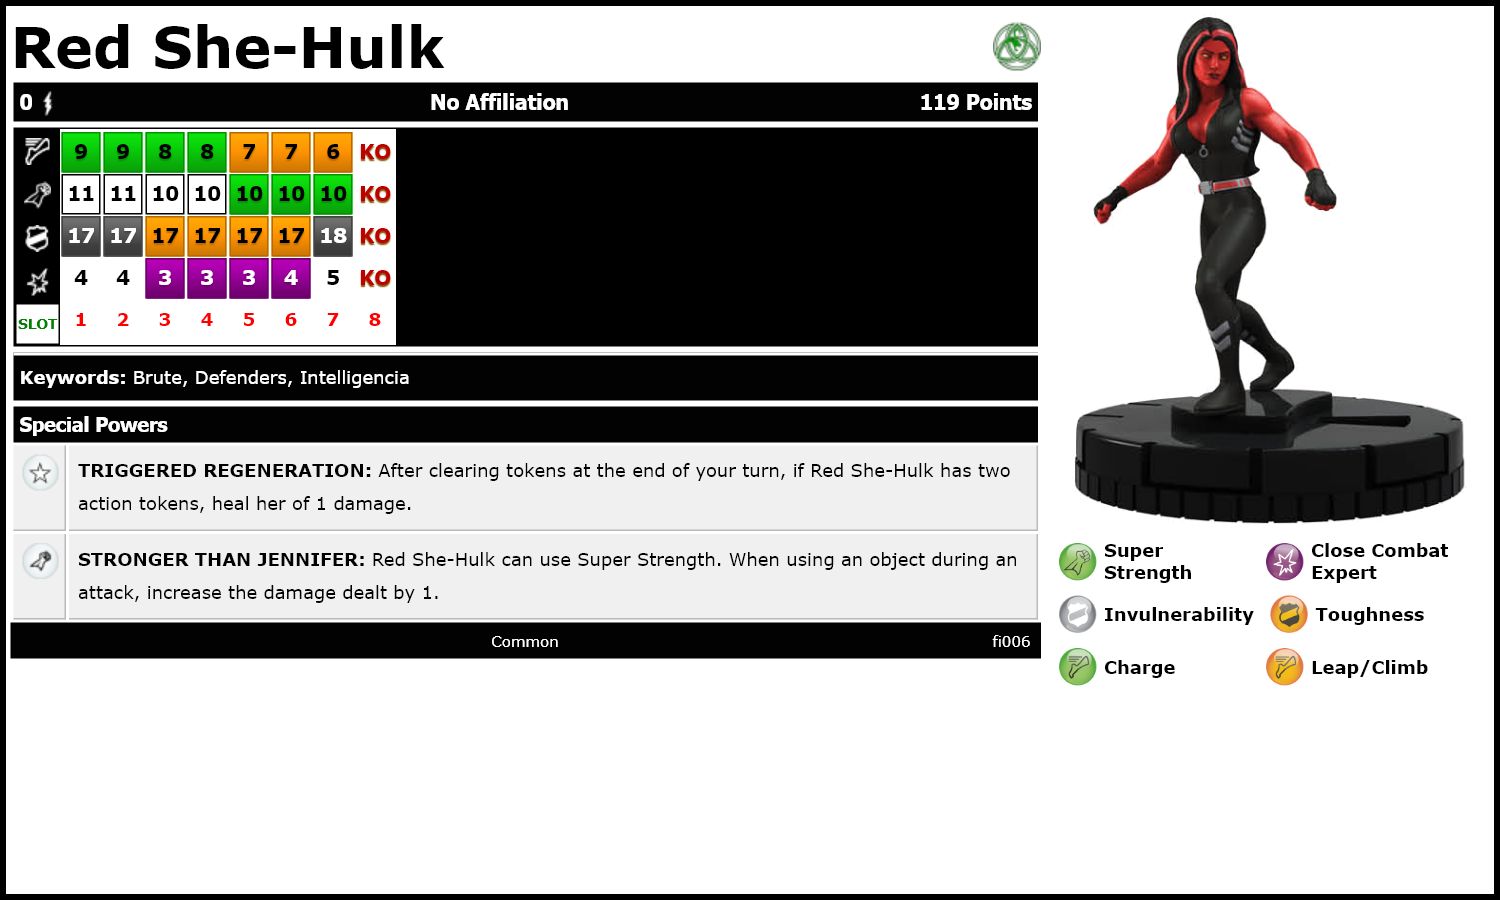 Red She-Hulk
0 No Affiliation 119 Points
9 9 8 8 7 7 6 KO
11 11 10 10 10 10 10 KO
17 17 17 17 17 17 18 KO
4 4 3 3 3 4 5 KO
SLOT 1 2 3 4 5 6 7 8
Keywords: Brute, Defenders, Intelligencia
Special Powers
TRIGGERED REGENERATION: After clearing tokens at the end of your turn, if Red She-Hulk has two
action tokens, heal her of 1 damage.
STRONGER THAN JENNIFER: Red She-Hulk can use Super Strength. When using an object during an
attack, increase the damage dealt by 1.
Common fi006
Super
Strength
Close Combat
Expert
Invulnerability Toughness
Charge Leap/Climb